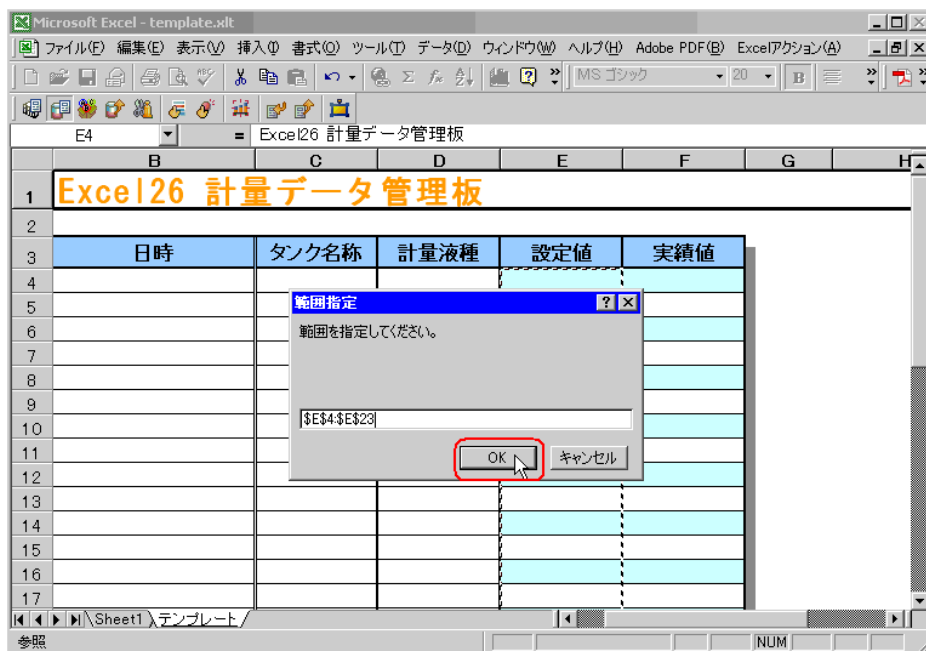 Microsoft Excel - template.xlt
ファイル(F) 編集(E) 表示(V) 挿入(I) 書式(O) ツール(T) データ(D) ウィンドウ(W) ヘルプ(H) Adobe PDF(B) Excelアクション(A)
MS ゴシック 20 B
E4 = Excel26 計量データ管理板
B C D E F G H
1 Excel26 計量データ管理板
2
3 日時 タンク名称 計量液種 設定値 実績値
4
範囲指定
5
範囲を指定してください。
6
7
8
9
$E$4:$E$23
10
11
OK キャンセル
12
13
14
15
16
17
Sheet1 テンプレート
参照 NUM